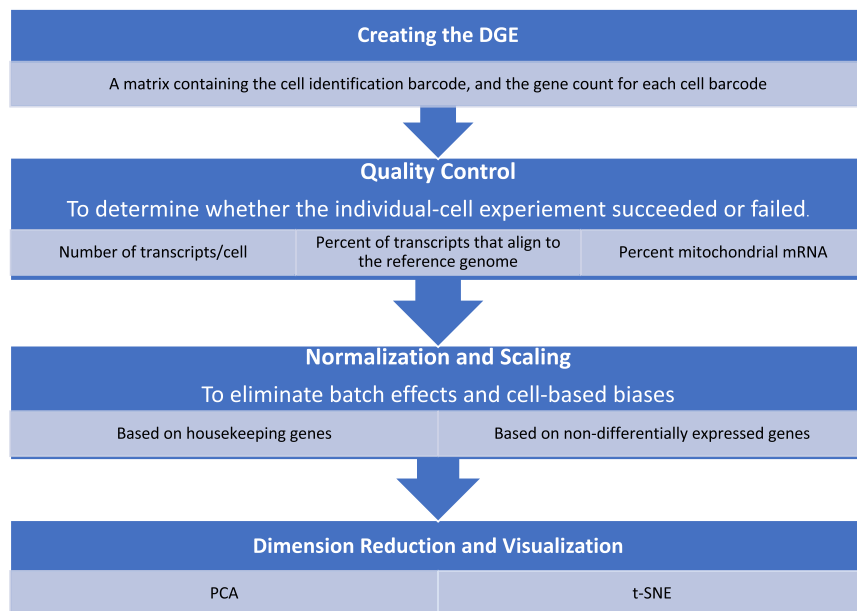 Creating the DGE
A matrix containing the cell identification barcode, and the gene count for each cell barcode
Quality Control
To determine whether the individual-cell experiement succeeded or failed.
Number of transcripts/cell
Percent of transcripts that align to
the reference genome
Percent mitochondrial mRNA
Normalization and Scaling
To eliminate batch effects and cell-based biases
Based on housekeeping genes
Based on non-differentially expressed genes
Dimension Reduction and Visualization
PCA
t-SNE